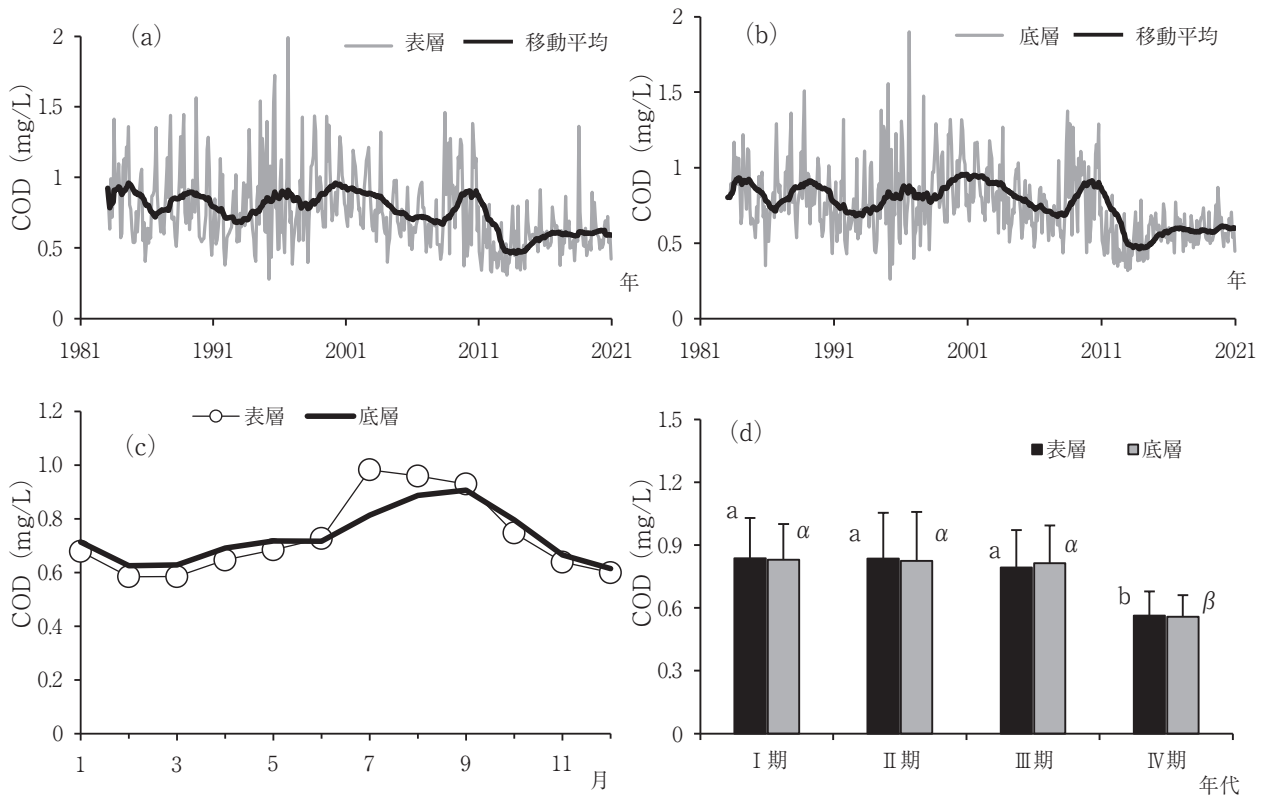 (a)
表層
移動平均
COD (mg/L)
2
1.5
1
0.5
0
1981
1991
2001
2011
2021
年
(b)
底層
移動平均
COD (mg/L)
2
1.5
1
0.5
0
1981
1991
2001
2011
2021
年
(c)
表層
底層
COD (mg/L)
1.2
1.0
0.8
0.6
0.4
0.2
0
1
3
5
7
9
11
月
(d)
表層
底層
COD (mg/L)
1.5
1.2
0.9
0.6
0.3
0
a
α
a
α
a
α
b
β
Ⅰ期
Ⅱ期
Ⅲ期
Ⅳ期
年代